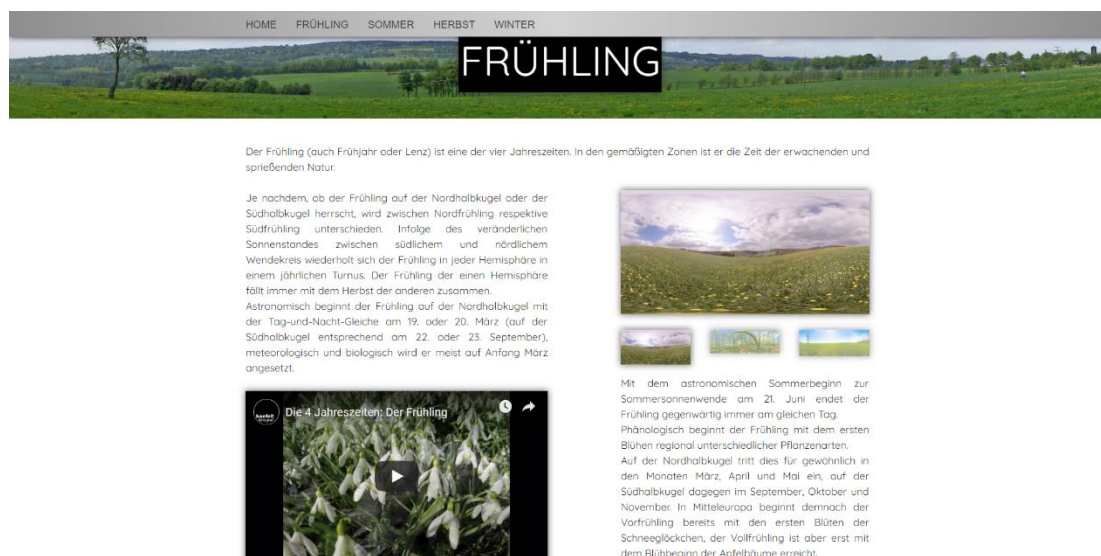 HOME FRÜHLING SOMMER HERBST WINTER
FRÜHLING
Der Frühling (auch Frühjahr oder Lenz) ist eine der vier Jahreszeiten. In den gemäßigten Zonen ist er die Zeit der erwachenden und
sprießenden Natur.
Je nachdem, ob der Frühling auf der Nordhalbkugel oder der
Südhalbkugel herrscht, wird zwischen Nordfrühling respektive
Südfrühling unterschieden. Infolge des veränderlichen
Sonnenstandes zwischen südlichem und nördlichem
Wendekreis wiederholt sich der Frühling in jeder Hemisphäre in
einem jährlichen Turnus. Der Frühling der einen Hemisphäre
fällt immer mit dem Herbst der anderen zusammen.
Astronomisch beginnt der Frühling auf der Nordhalbkugel mit
der Tag-und-Nacht-Gleiche am 19. oder 20. März (auf der
Südhalbkugel entsprechend am 22. oder 23. September),
meteorologisch und biologisch wird er meist auf Anfang März
angesetzt.
Die 4 Jahreszeiten: Der Frühling
Mit dem astronomischen Sommerbeginn zur
Sommersonnenwende am 21. Juni endet der
Frühling gegenwärtig immer am gleichen Tag.
Phänologisch beginnt der Frühling mit dem ersten
Blühen regional unterschiedlicher Pflanzenarten.
Auf der Nordhalbkugel tritt dies für gewöhnlich in
den Monaten März, April und Mai ein, auf der
Südhalbkugel dagegen im September, Oktober und
November. In Mitteleuropa beginnt demnach der
Vorfrühling bereits mit den ersten Blüten der
Schneeglöckchen, der Vollfrühling ist aber erst mit
dem Blühbeginn der Apfelbäume erreicht.